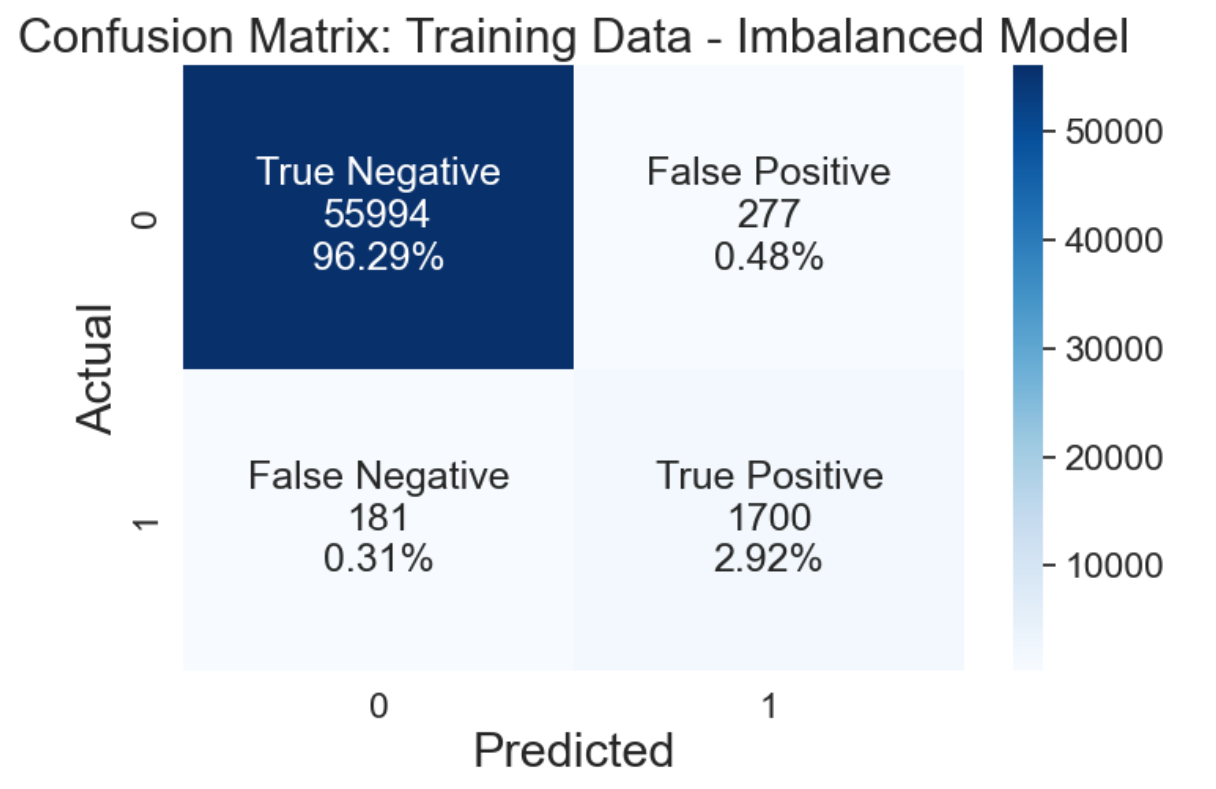 Confusion Matrix: Training Data - Imbalanced Model
True Negative
55994
96.29%
False Positive
277
0.48%
False Negative
181
0.31%
True Positive
1700
2.92%
0
1
Actual
0
1
Predicted
50000
40000
30000
20000
10000